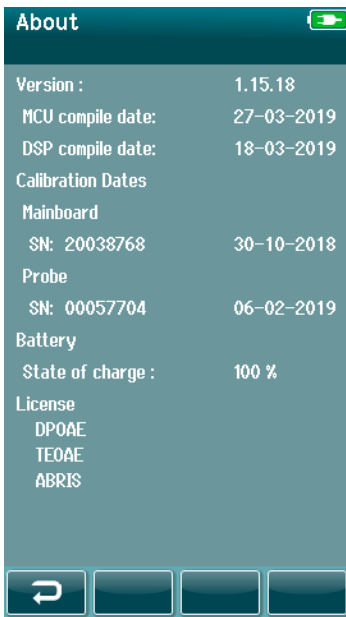 About
Version : 1.15.18
MCU compile date: 27-03-2019
DSP compile date: 18-03-2019
Calibration Dates
Mainboard
SN: 20038768 30-10-2018
Probe
SN: 00057704 06-02-2019
Battery
State of charge : 100 %
License
DPOAE
TEOAE
ABRIS